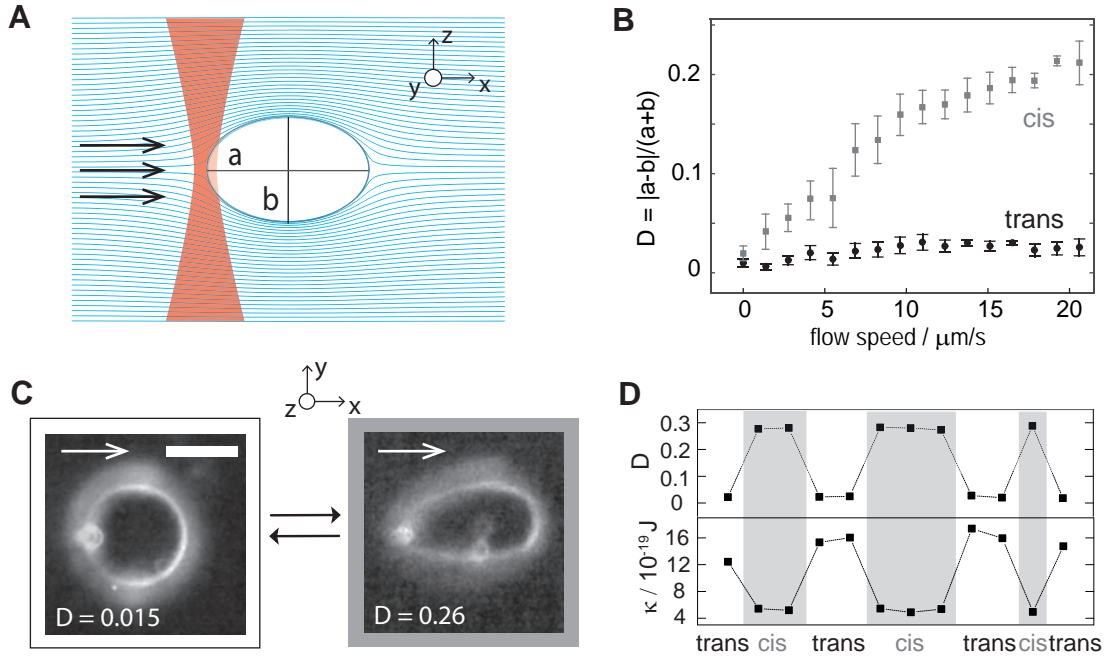 A
z
y
x
a
b
B
D = |a-b|/(a+b)
0.2
0.1
0
cis
trans
0 5 10 15 20
flow speed / μm/s
C
y
z x
D = 0.015
D = 0.26
D
D
0.3
0.2
0.1
0
κ / 10⁻¹⁹ J
16
12
8
4
trans cis trans cis trans cis trans